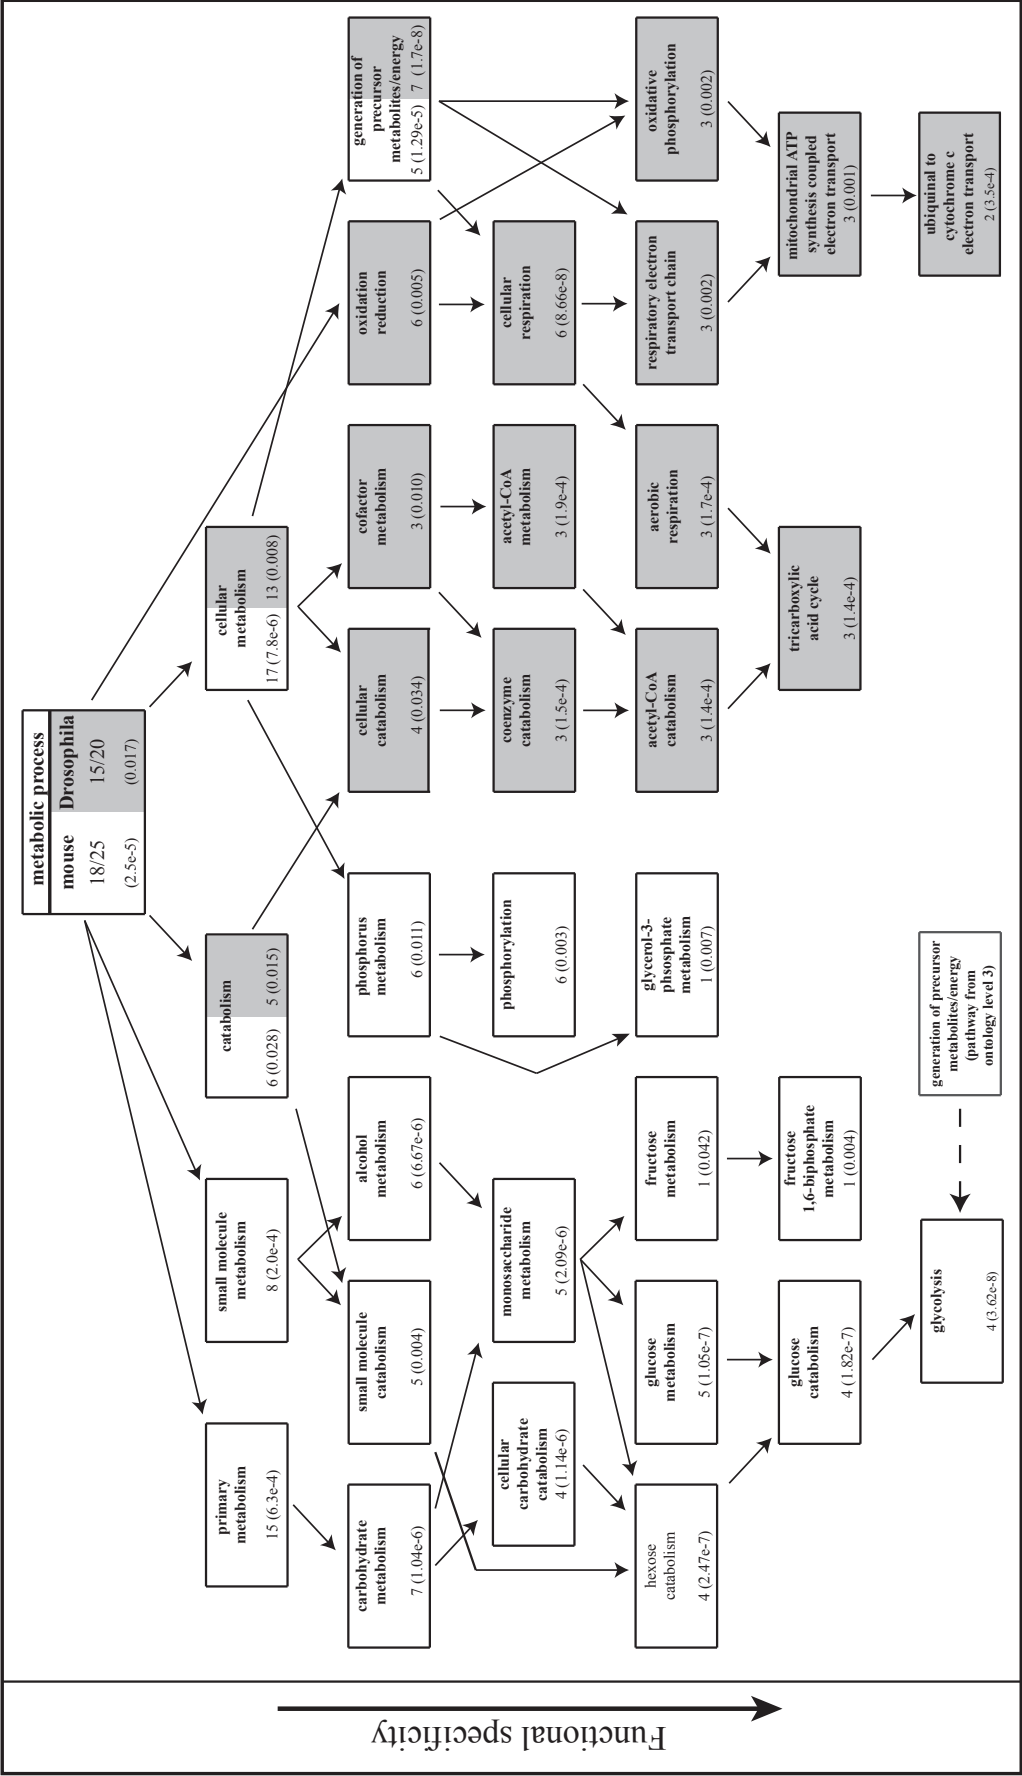 metabolic process
mouse
Drosophila
18/25
15/20
(2.5e-5)
(0.017)
primary
metabolism
15 (6.3e-4)
small molecule
metabolism
8 (2.0e-4)
catabolism
6 (0.028)
5 (0.015)
cellular
metabolism
17 (7.8e-6)
13 (0.008)
carbohydrate
metabolism
7 (1.04e-6)
small molecule
catabolism
5 (0.004)
alcohol
metabolism
6 (6.67e-6)
phosphorus
metabolism
6 (0.011)
cellular
catabolism
4 (0.034)
cofactor
metabolism
3 (0.010)
oxidation
reduction
6 (0.005)
generation of
precursor
metabolites/energy
5 (1.29e-5)
7 (1.7e-8)
cellular
carbohydrate
catabolism
4 (1.14e-6)
monosaccharide
metabolism
5 (2.09e-6)
phosphorylation
6 (0.003)
coenzyme
catabolism
3 (1.5e-4)
acetyl-CoA
metabolism
3 (1.9e-4)
cellular
respiration
6 (8.66e-8)
hexose
catabolism
4 (2.47e-7)
glucose
metabolism
5 (1.05e-7)
fructose
metabolism
1 (0.042)
glycerol-3-
phsosphate
metabolism
1 (0.007)
acetyl-CoA
catabolism
3 (1.4e-4)
aerobic
respiration
3 (1.7e-4)
respiratory electron
transport chain
3 (0.002)
oxidative
phosphorylation
3 (0.002)
glucose
catabolism
4 (1.82e-7)
fructose
1,6-biphosphate
metabolism
1 (0.004)
tricarboxylic
acid cycle
3 (1.4e-4)
mitochondrial ATP
synthesis coupled
electron transport
3 (0.001)
glycolysis
4 (3.62e-8)
generation of precursor
metabolites/energy
(pathway from
ontology level 3)
ubiquinal to
cytochrome c
electron transport
2 (3.5e-4)
Functional specificity